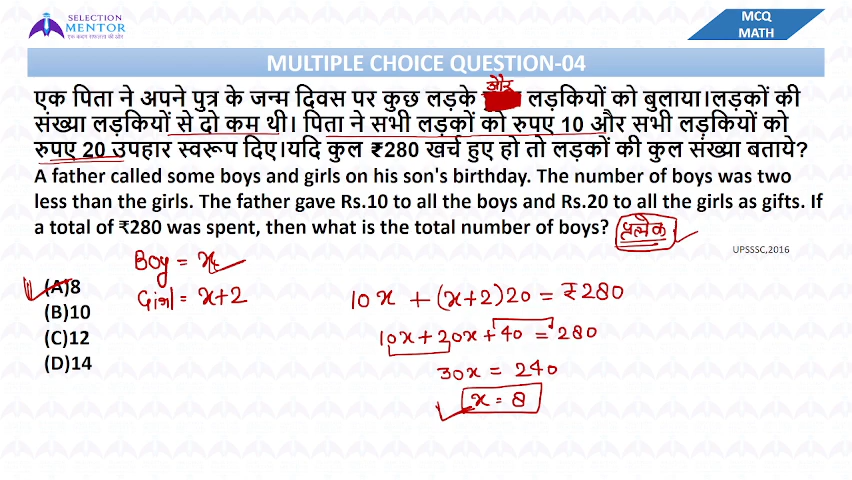 SELECTION
MENTOR
एक कदम सफलता की ओर
MCQ
MATH
MULTIPLE CHOICE QUESTION-04
और
एक पिता ने अपने पुत्र के जन्म दिवस पर कुछ लड़के लड़कियों को बुलाया।लड़कों की
संख्या लड़कियों से दो कम थी। पिता ने सभी लड़कों को रुपए 10 और सभी लड़कियों को
रुपए 20 उपहार स्वरूप दिए।यदि कुल ₹280 खर्च हुए हो तो लड़कों की कुल संख्या बताये?
A father called some boys and girls on his son's birthday. The number of boys was two
less than the girls. The father gave Rs.10 to all the boys and Rs.20 to all the girls as gifts. If
a total of ₹280 was spent, then what is the total number of boys? प्रत्येक
UPSSSC,2016
Boy = x
Girl = x+2
(A)8
(B)10
(C)12
(D)14
10x + (x+2)20 = ₹280
10x + 20x + 40 = 280
30x = 240
x = 8